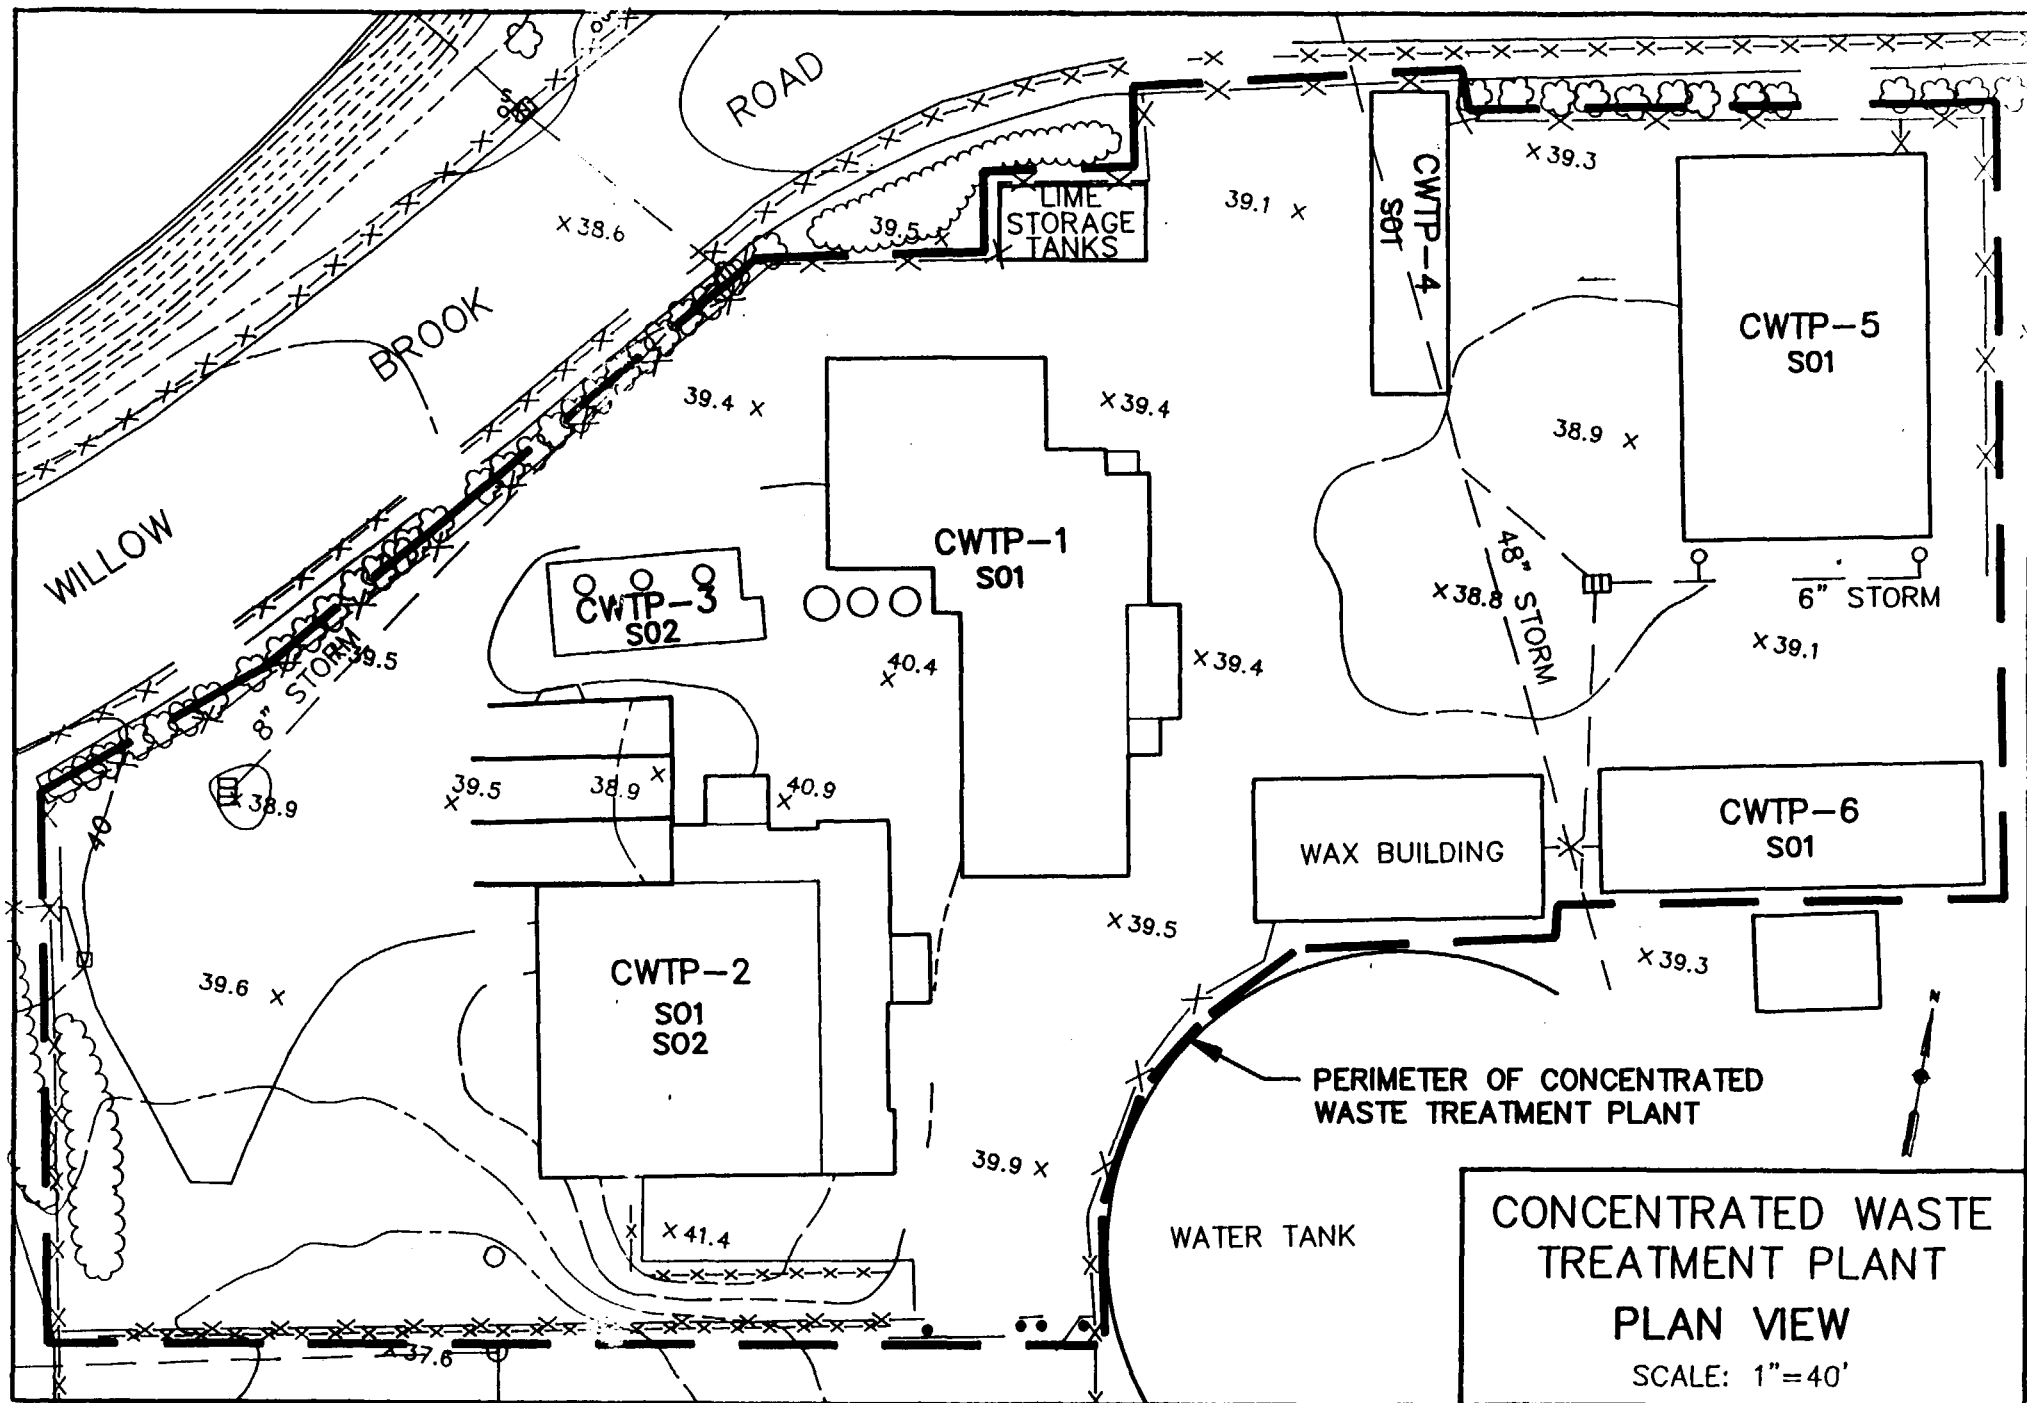 ROAD
BROOK
WILLOW
38.6
39.5
LIME
STORAGE
TANKS
39.1
39.3
CWTP-4
S01
CWTP-5
S01
39.4
39.4
38.9
CWTP-1
S01
48" STORM
38.8
6" STORM
39.1
CWTP-3
S02
39.5
8" STORM
40.4
39.4
40
38.9
39.5
38.9
40.9
WAX BUILDING
CWTP-6
S01
39.5
39.3
39.6
CWTP-2
S01
S02
N
PERIMETER OF CONCENTRATED
WASTE TREATMENT PLANT
39.9
41.4
WATER TANK
37.6
CONCENTRATED WASTE
TREATMENT PLANT
PLAN VIEW
SCALE: 1"=40'